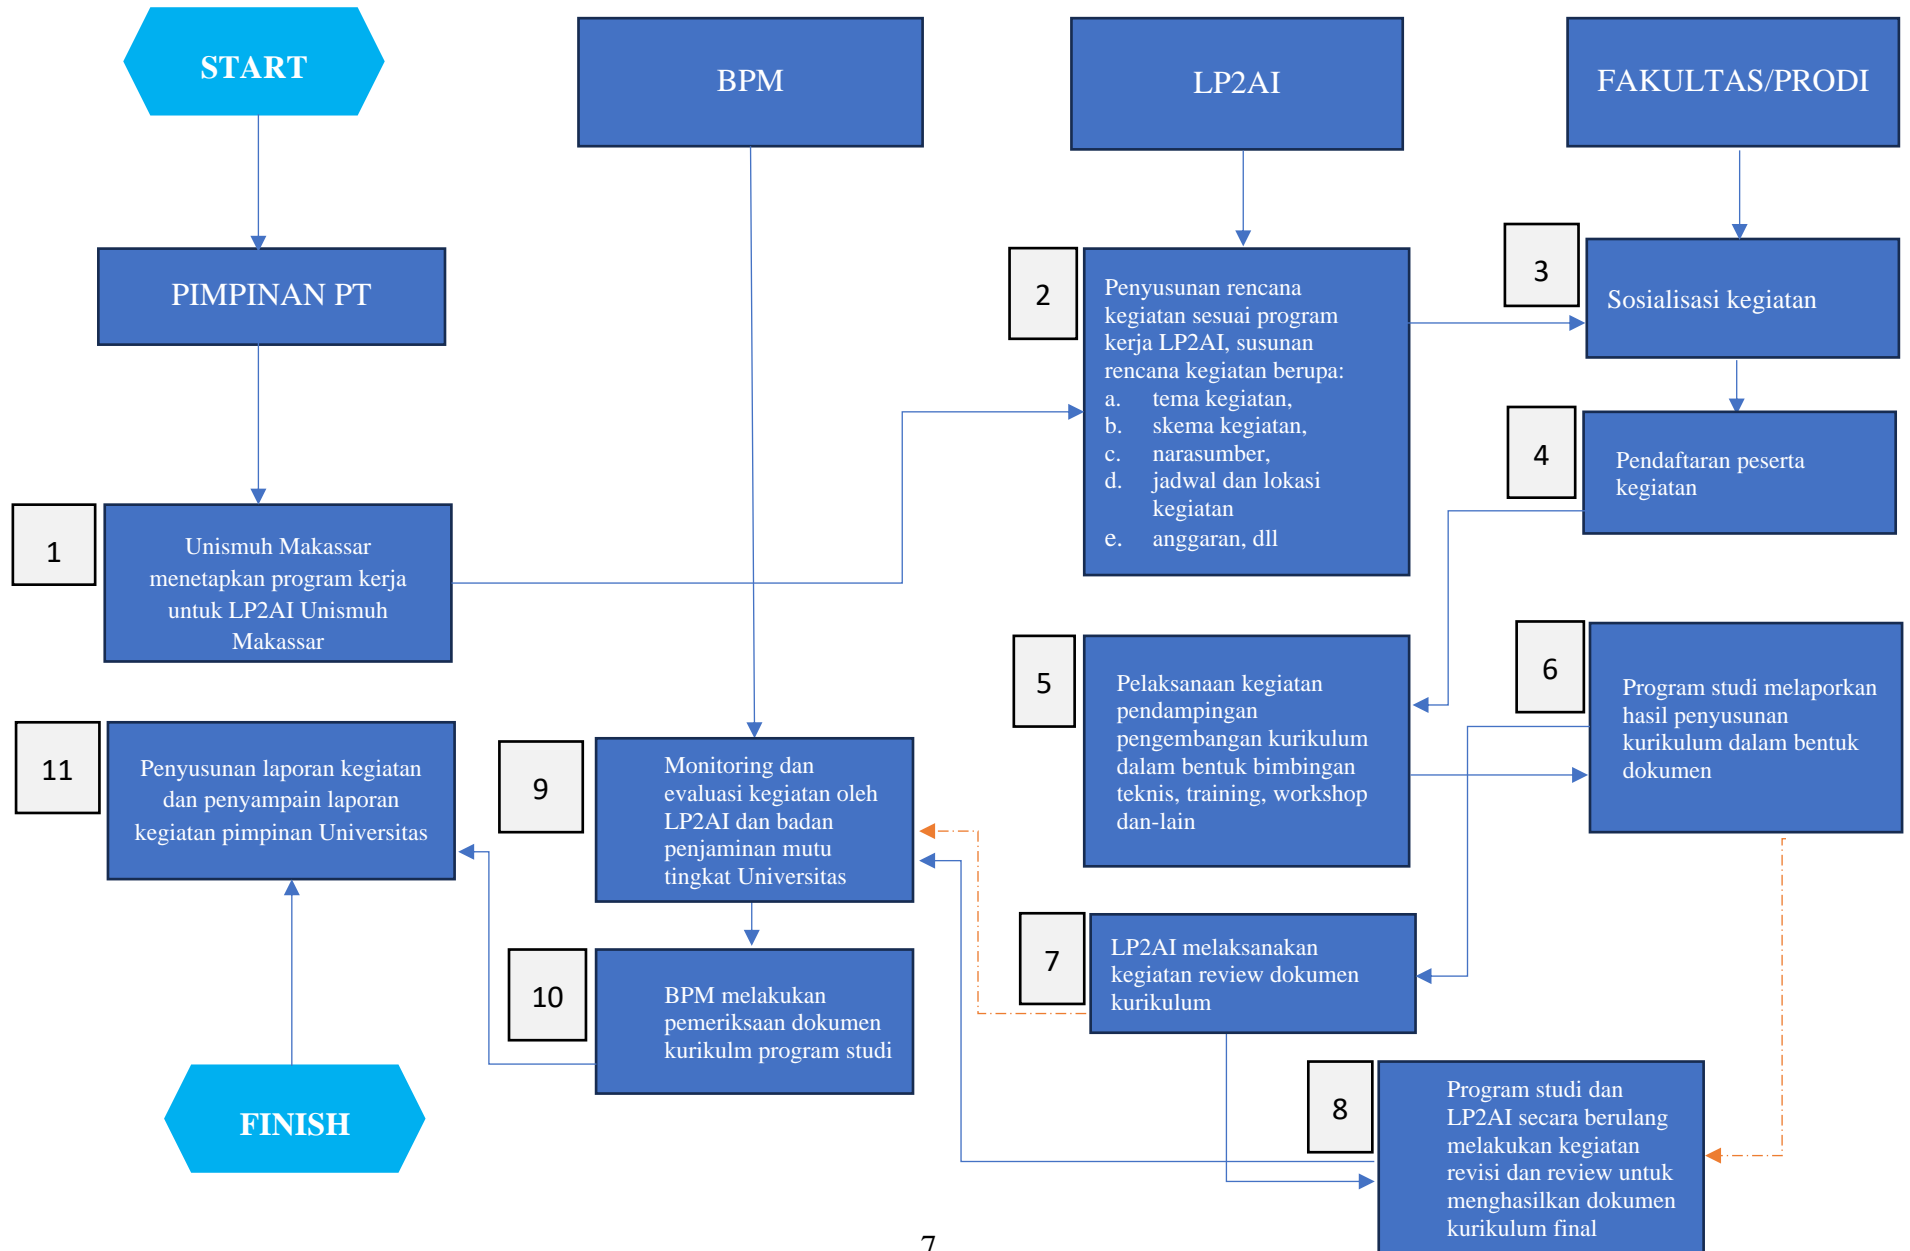 START
BPM
LP2AI
FAKULTAS/PRODI
PIMPINAN PT
1
Unismuh Makassar
menetapkan program kerja
untuk LP2AI Unismuh
Makassar
2
Penyusunan rencana
kegiatan sesuai program
kerja LP2AI, susunan
rencana kegiatan berupa:
a. tema kegiatan,
b. skema kegiatan,
c. narasumber,
d. jadwal dan lokasi
kegiatan
e. anggaran, dll
3
Sosialisasi kegiatan
4
Pendaftaran peserta
kegiatan
5
Pelaksanaan kegiatan
pendampingan
pengembangan kurikulum
dalam bentuk bimbingan
teknis, training, workshop
dan-lain
6
Program studi melaporkan
hasil penyusunan
kurikulum dalam bentuk
dokumen
7
LP2AI melaksanakan
kegiatan review dokumen
kurikulum
8
Program studi dan
LP2AI secara berulang
melakukan kegiatan
revisi dan review untuk
menghasilkan dokumen
kurikulum final
9
Monitoring dan
evaluasi kegiatan oleh
LP2AI dan badan
penjaminan mutu
tingkat Universitas
10
BPM melakukan
pemeriksaan dokumen
kurikulm program studi
11
Penyusunan laporan kegiatan
dan penyampain laporan
kegiatan pimpinan Universitas
FINISH
7